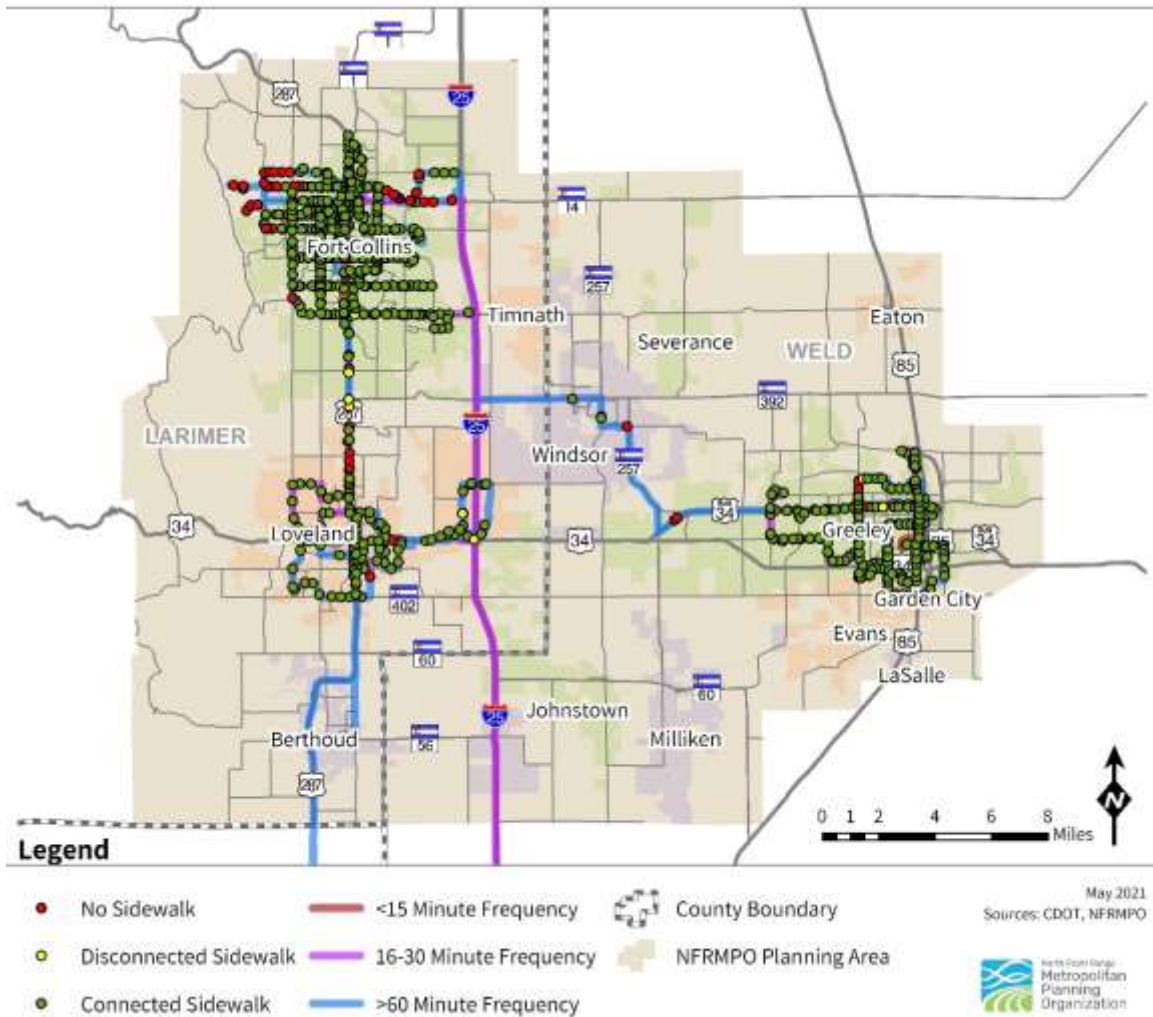 287
1
1
25
14
Fort Collins
257
Timnath
Severance
Eaton
WELD
85
392
287
25
LARIMER
Windsor
257
34
34
Loveland
34
Greeley
85
34
34
402
Garden City
Evans
85
60
LaSalle
60
25
Johnstown
Berthoud
56
Milliken
287
N
0 1 2 4 6 8
Miles
Legend
No Sidewalk
<15 Minute Frequency
County Boundary
May 2021
Sources: CDOT, NFRMPO
Disconnected Sidewalk
16-30 Minute Frequency
NFRMPO Planning Area
Connected Sidewalk
>60 Minute Frequency
North Front Range
Metropolitan
Planning
Organization